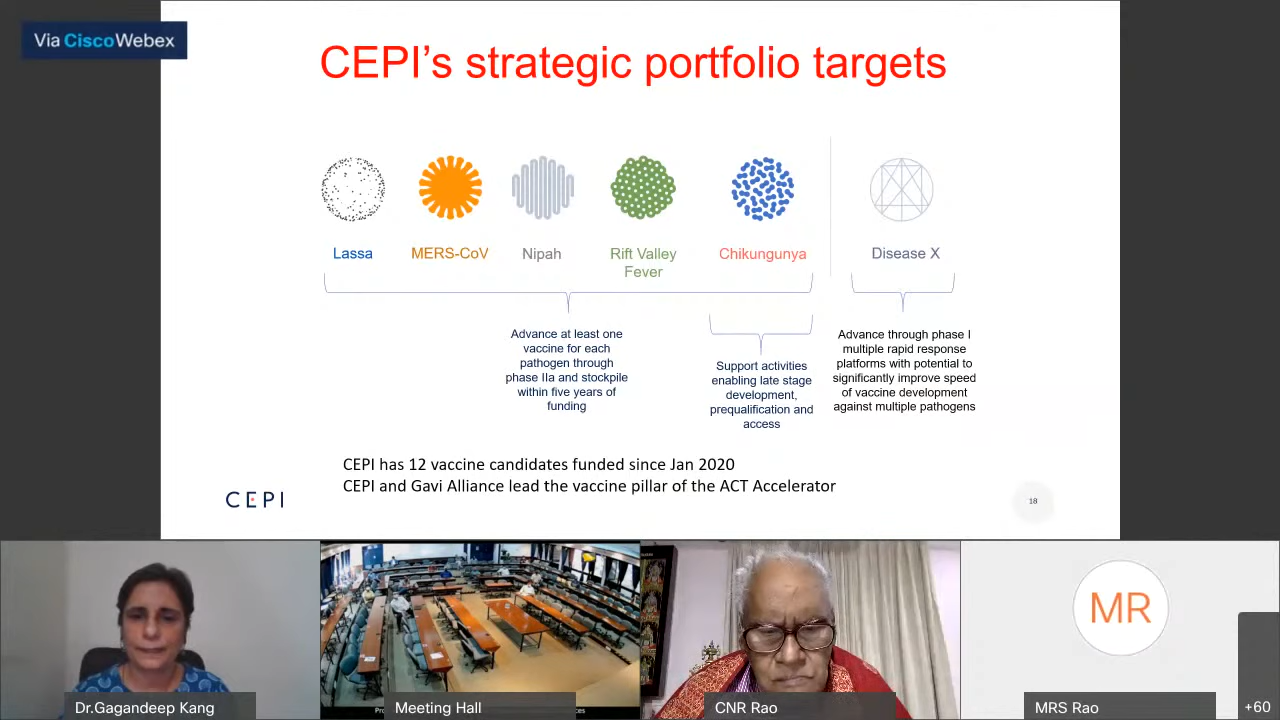 Via Cisco Webex
CEPI's strategic portfolio targets
Lassa
MERS-CoV
Nipah
Rift Valley
Fever
Chikungunya
Disease X
Advance at least one
vaccine for each
pathogen through
phase IIa and stockpile
within five years of
funding
Support activities
enabling late stage
development,
prequalification and
access
Advance through phase I
multiple rapid response
platforms with potential to
significantly improve speed
of vaccine development
against multiple pathogens
CEPI has 12 vaccine candidates funded since Jan 2020
CEPI and Gavi Alliance lead the vaccine pillar of the ACT Accelerator
CEPI
18
Dr.Gagandeep Kang
Meeting Hall
CNR Rao
MR
MRS Rao
+60